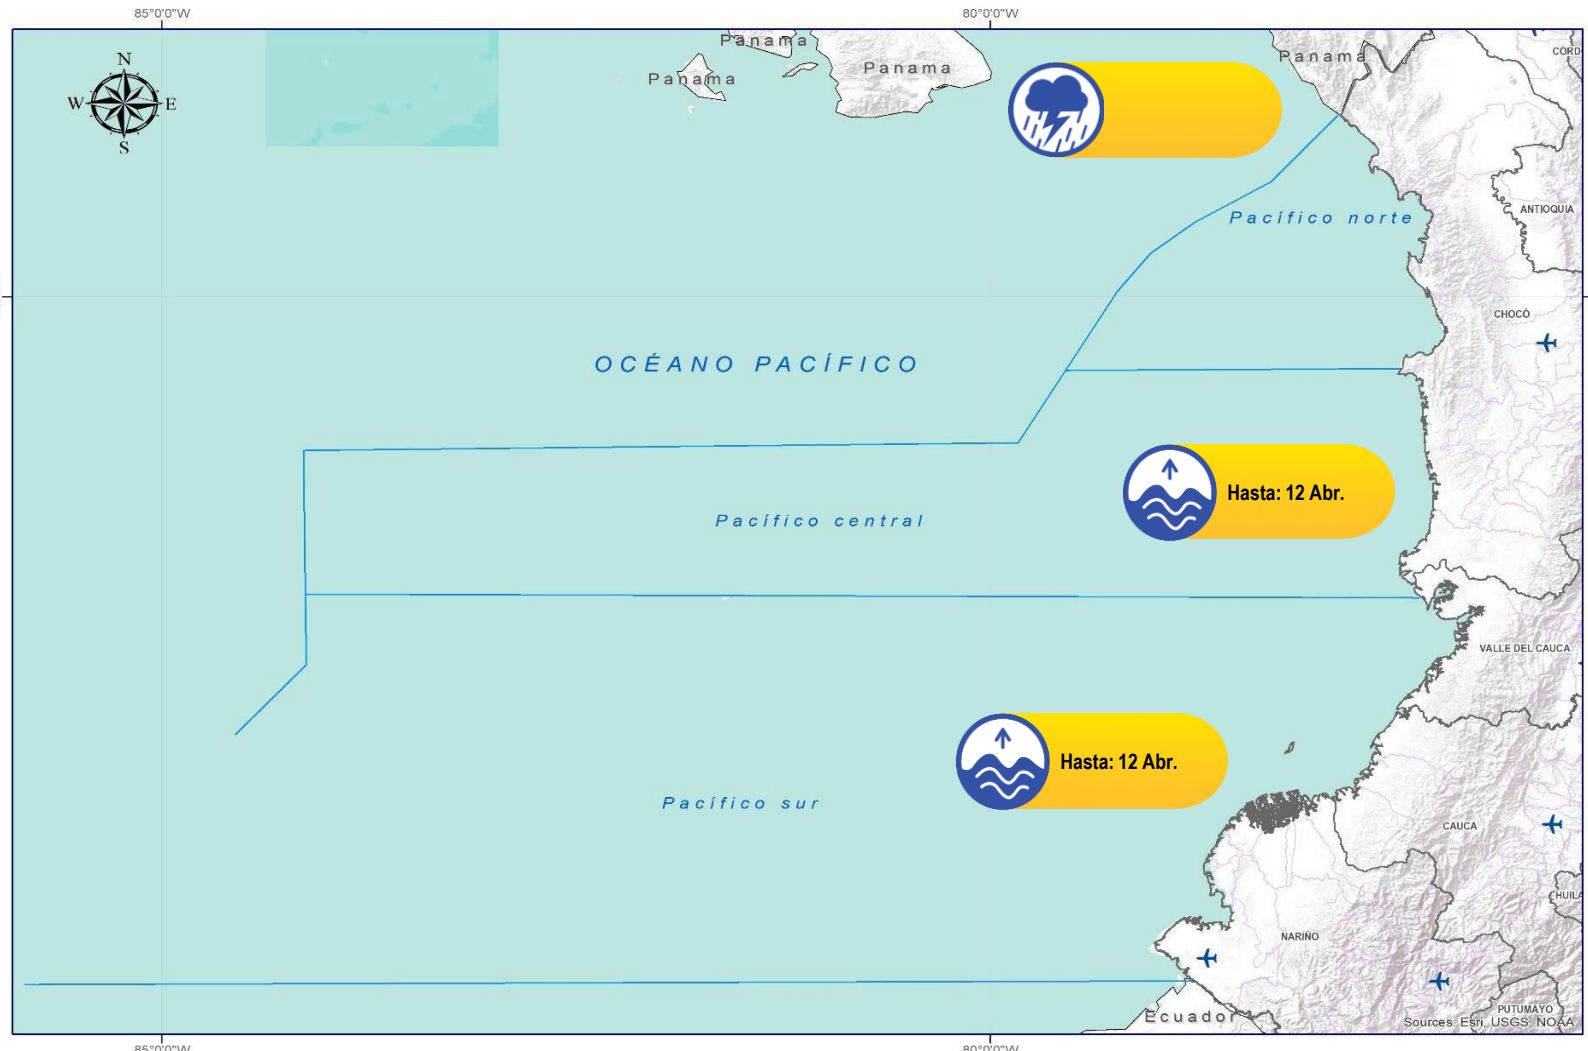 85°0'0"W
80°0'0"W
N
W
E
S
Panama
Panama
Panama
Panama
CÓRD
ANTIOQUIA
Pacífico norte
CHOCÓ
OCÉANO PACÍFICO
Hasta: 12 Abr.
Pacífico central
VALLE DEL CAUCA
Hasta: 12 Abr.
Pacífico sur
CAUCA
HUILA
NARIÑO
PUTUMAYO
Ecuador
Sources: Esri, USGS, NOAA
85°0'0"W
80°0'0"W